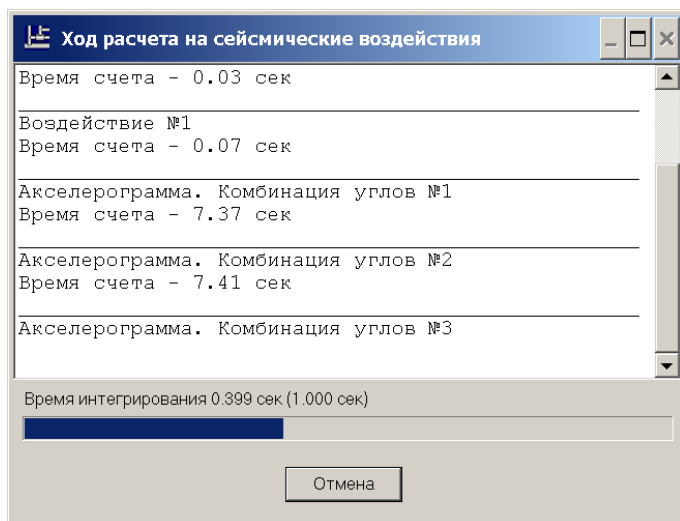 Ход расчета на сейсмические воздействия
Время счета - 0.03 сек
Воздействие №1
Время счета - 0.07 сек
Акселерограмма. Комбинация углов №1
Время счета - 7.37 сек
Акселерограмма. Комбинация углов №2
Время счета - 7.41 сек
Акселерограмма. Комбинация углов №3
Время интегрирования 0.399 сек (1.000 сек)
Отмена